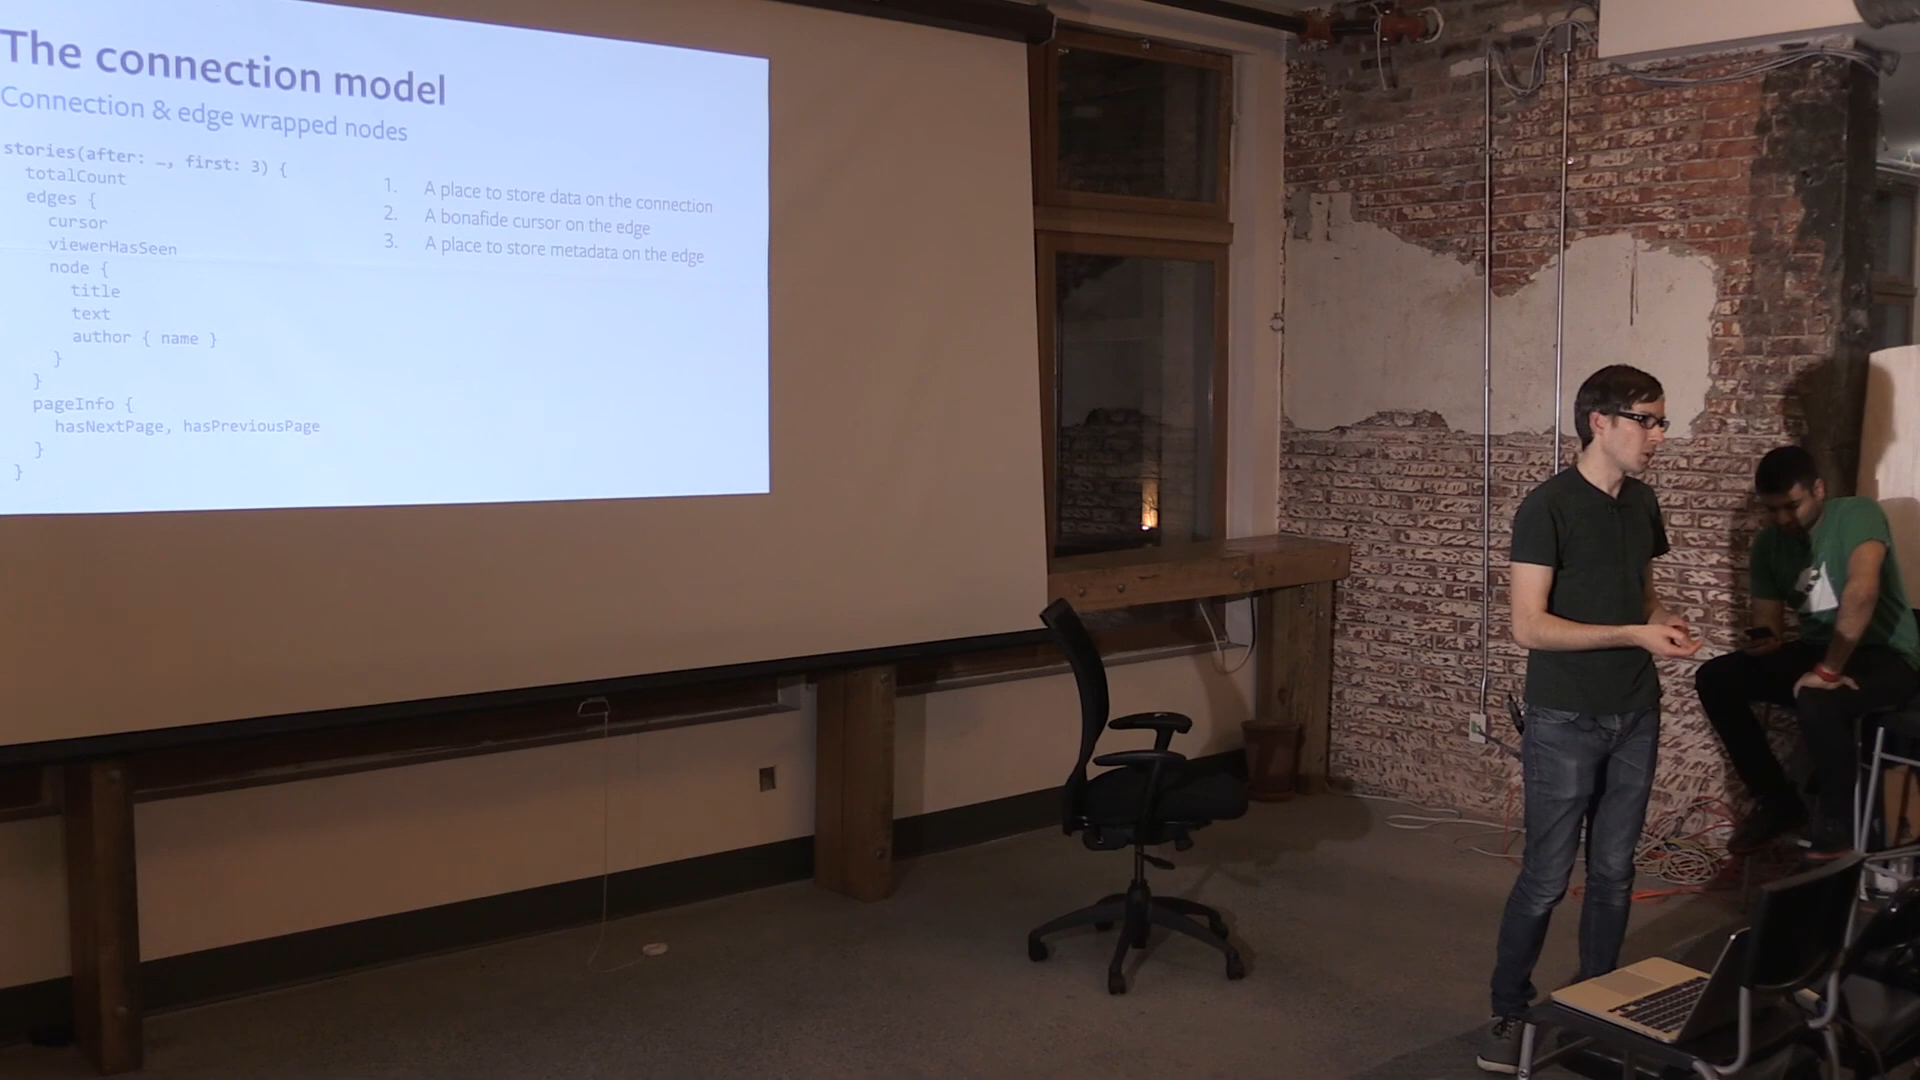 The connection model
Connection & edge wrapped nodes
stories(after: …, first: 3) {
totalCount
edges {
cursor
viewerHasSeen
node {
title
text
author { name }
}
}
pageInfo {
hasNextPage, hasPreviousPage
}
}
1. A place to store data on the connection
2. A bonafide cursor on the edge
3. A place to store metadata on the edge